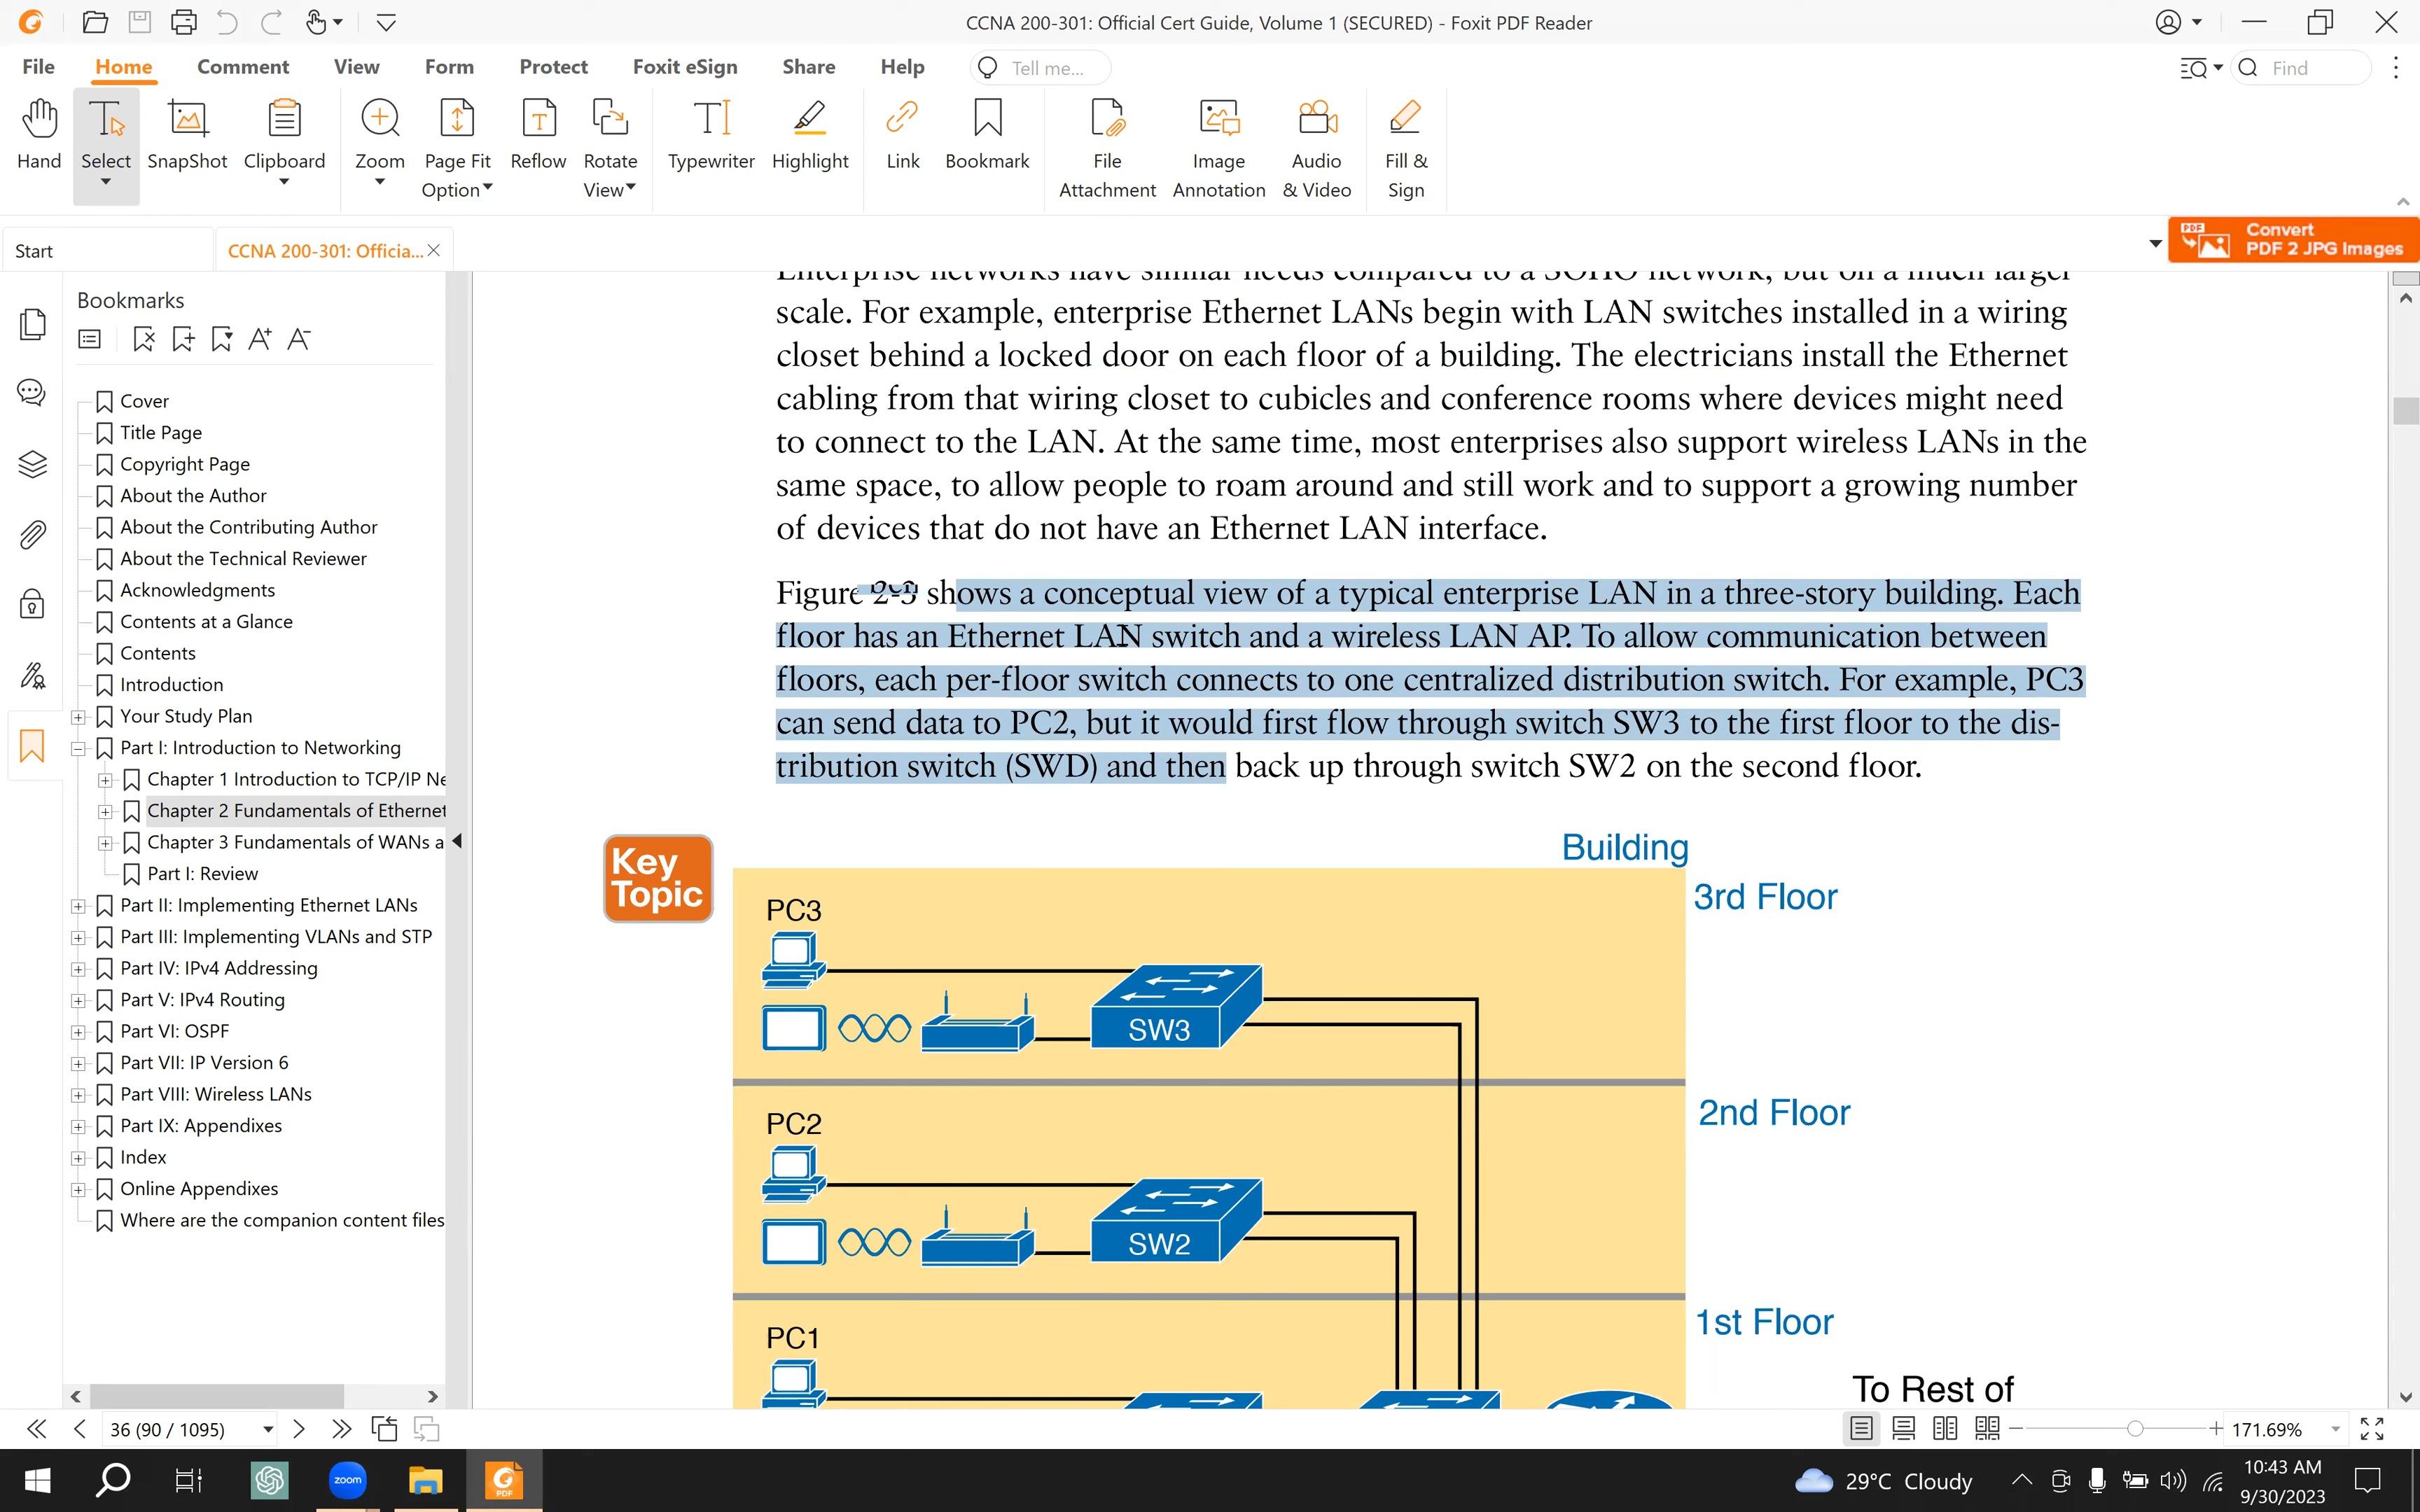 CCNA 200-301: Official Cert Guide, Volume 1 (SECURED) - Foxit PDF Reader
File Home Comment View Form Protect Foxit eSign Share Help Tell me... Find
Hand Select SnapShot Clipboard Zoom Page Fit Option Reflow Rotate View Typewriter Highlight Link Bookmark File Attachment Image Annotation Audio & Video Fill & Sign
Start CCNA 200-301: Officia...
PDF Convert
PDF 2 JPG Images
Bookmarks
Cover
Title Page
Copyright Page
About the Author
About the Contributing Author
About the Technical Reviewer
Acknowledgments
Contents at a Glance
Contents
Introduction
Your Study Plan
Part I: Introduction to Networking
Chapter 1 Introduction to TCP/IP Ne
Chapter 2 Fundamentals of Ethernet
Chapter 3 Fundamentals of WANs a
Part I: Review
Part II: Implementing Ethernet LANs
Part III: Implementing VLANs and STP
Part IV: IPv4 Addressing
Part V: IPv4 Routing
Part VI: OSPF
Part VII: IP Version 6
Part VIII: Wireless LANs
Part IX: Appendixes
Index
Online Appendixes
Where are the companion content files
Enterprise networks have similar needs compared to a SOHO network, but on a much larger
scale. For example, enterprise Ethernet LANs begin with LAN switches installed in a wiring
closet behind a locked door on each floor of a building. The electricians install the Ethernet
cabling from that wiring closet to cubicles and conference rooms where devices might need
to connect to the LAN. At the same time, most enterprises also support wireless LANs in the
same space, to allow people to roam around and still work and to support a growing number
of devices that do not have an Ethernet LAN interface.
Figure 2-3 shows a conceptual view of a typical enterprise LAN in a three-story building. Each
floor has an Ethernet LAN switch and a wireless LAN AP. To allow communication between
floors, each per-floor switch connects to one centralized distribution switch. For example, PC3
can send data to PC2, but it would first flow through switch SW3 to the first floor to the dis-
tribution switch (SWD) and then back up through switch SW2 on the second floor.
Key
Topic
Building
3rd Floor
PC3
SW3
2nd Floor
PC2
SW2
1st Floor
PC1
To Rest of
36 (90 / 1095)
171.69%
zoom
PDF
29°C Cloudy
10:43 AM
9/30/2023